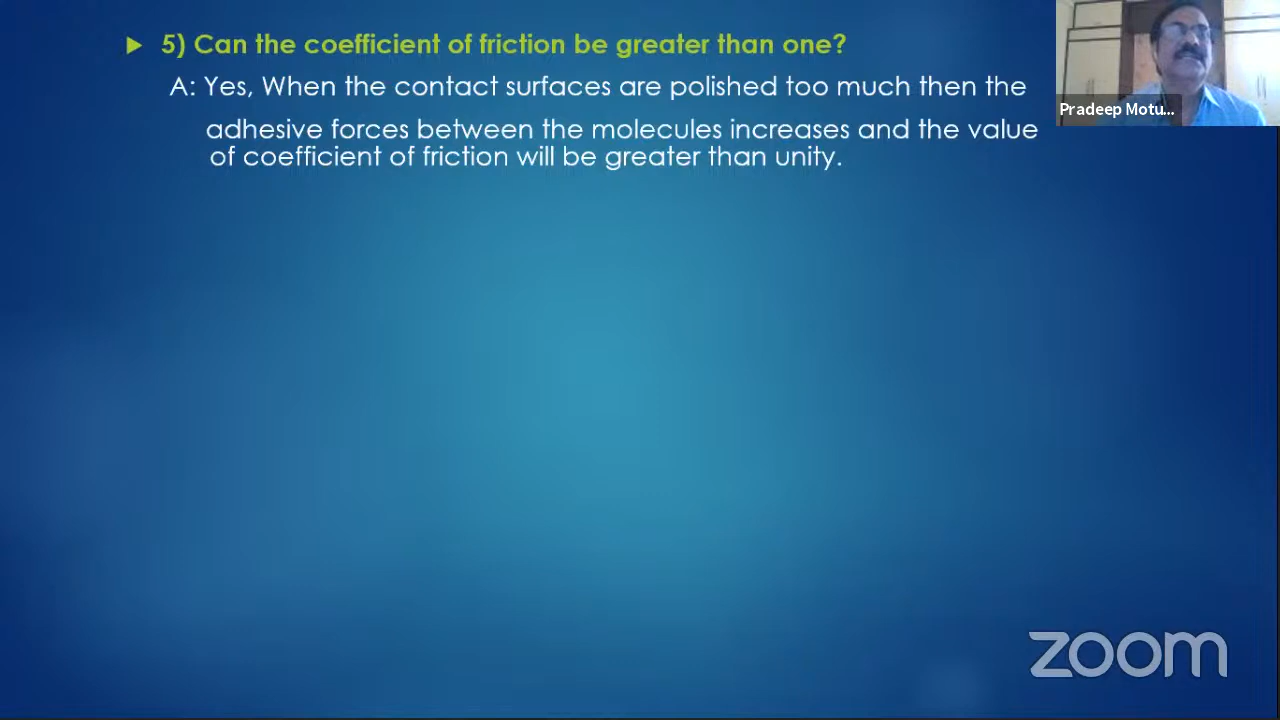 5) Can the coefficient of friction be greater than one?
A: Yes, When the contact surfaces are polished too much then the
adhesive forces between the molecules increases and the value
of coefficient of friction will be greater than unity.
Pradeep Motu...
zoom